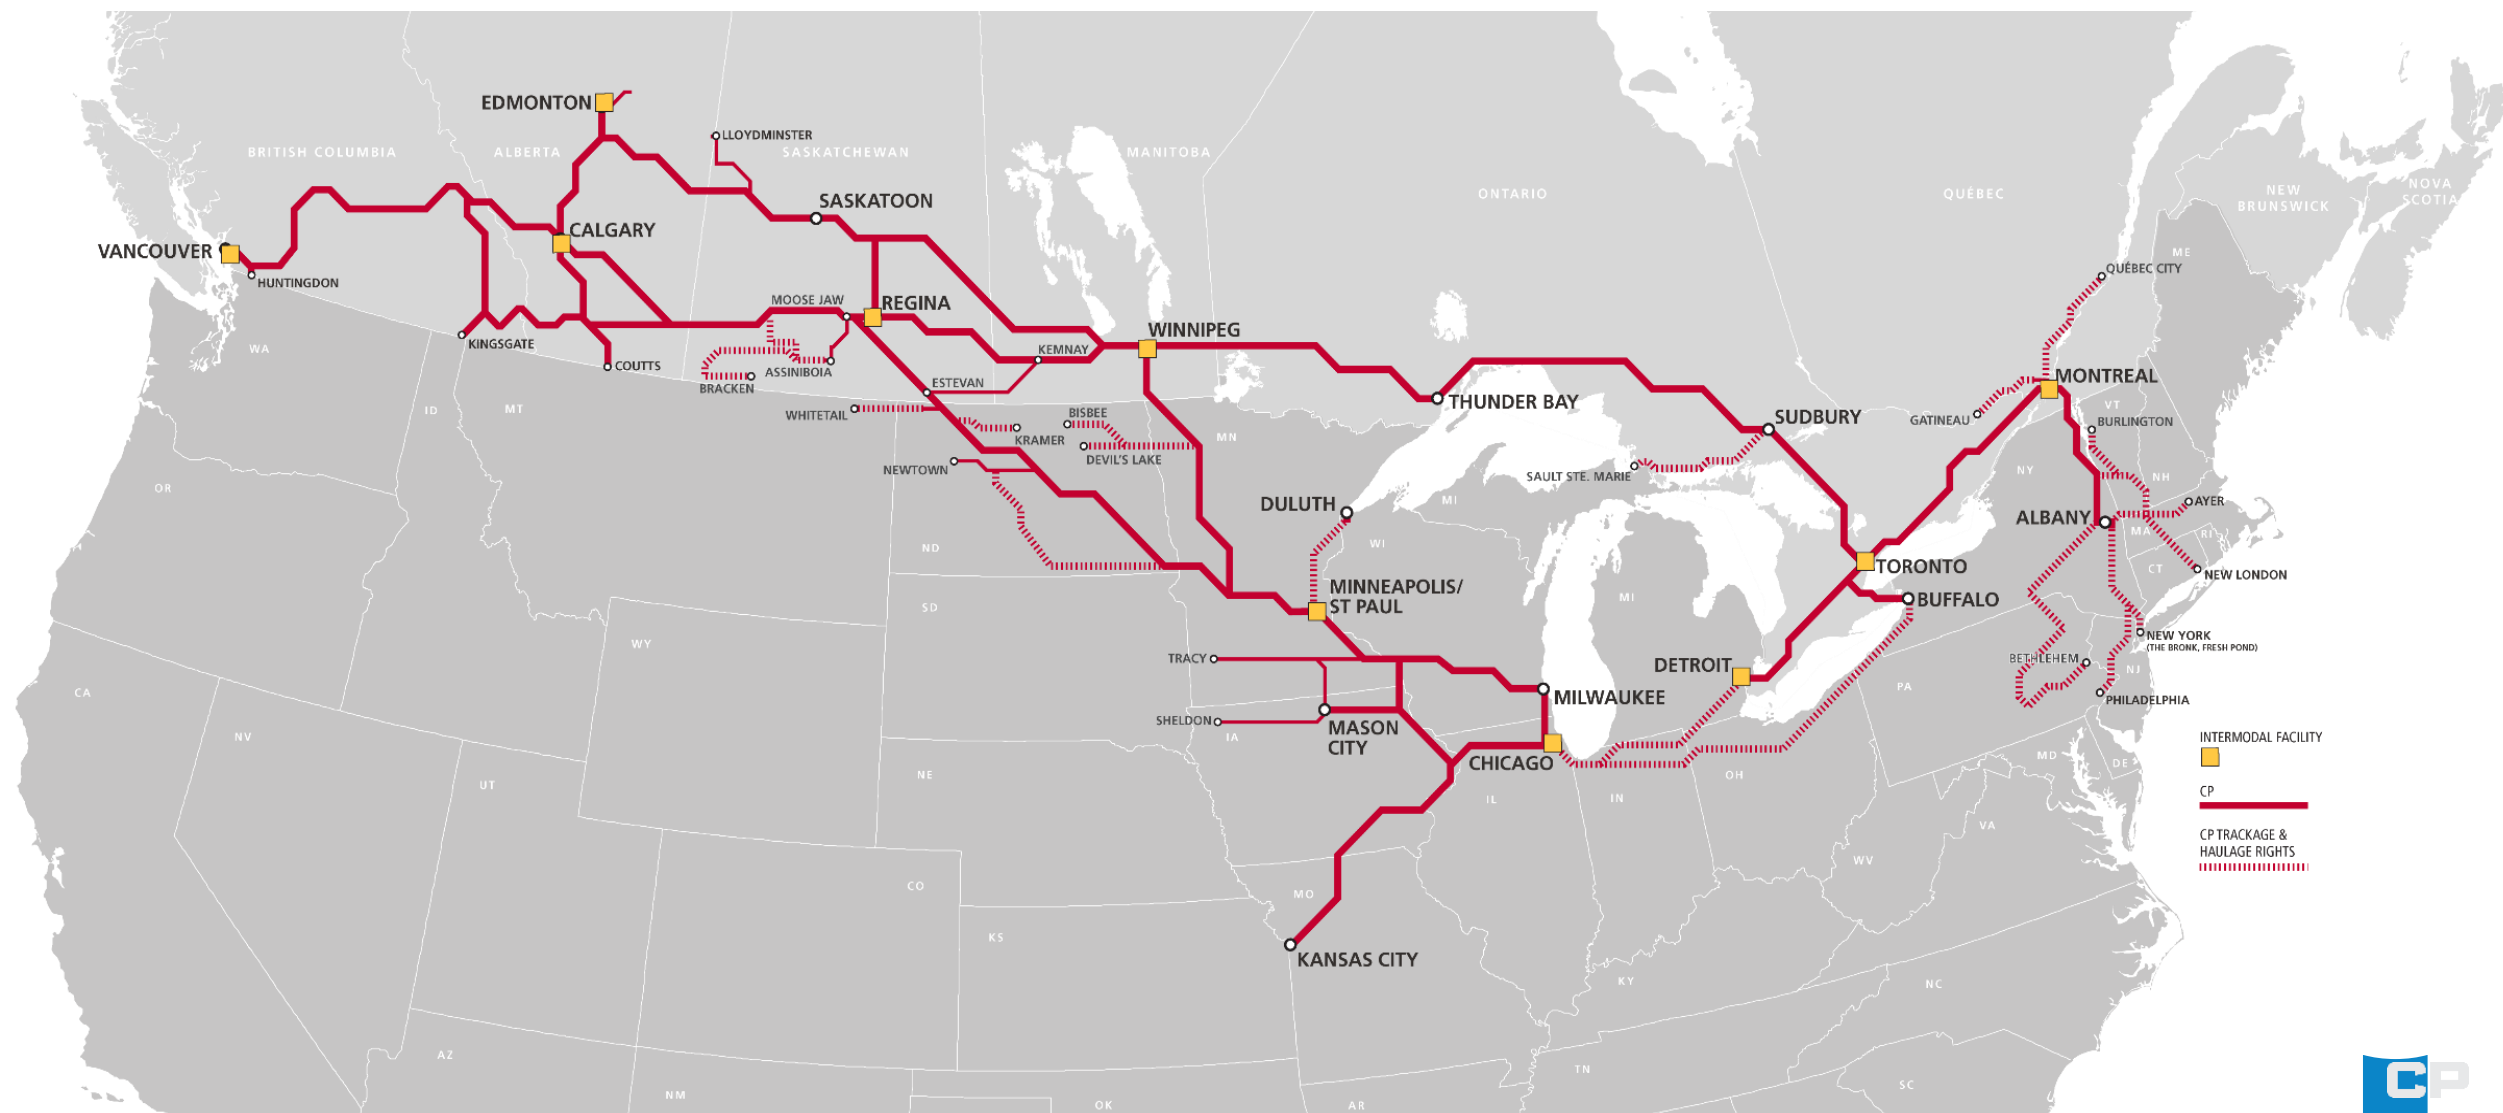 EDMONTON
LLOYDMINSTER
BRITISH COLUMBIA
ALBERTA
SASKATCHEWAN
MANITOBA
ONTARIO
QUÉBEC
NEW
BRUNSWICK
NOVA
SCOTIA
SASKATOON
CALGARY
VANCOUVER
HUNTINGDON
ME
QUÉBEC CITY
MOOSE JAW
REGINA
WINNIPEG
KINGSGATE
WA
KEMNAY
COUTTS
ASSINIBOIA
BRACKEN
ESTEVAN
MONTREAL
ID
MT
WHITETAIL
BISBEE
KRAMER
THUNDER BAY
SUDBURY
GATINEAU
VT
BURLINGTON
MN
DEVIL'S LAKE
NEWTOWN
SAULT STE. MARIE
NY
NH
OR
MI
DULUTH
AYER
ALBANY
MA
RI
WI
ND
TORONTO
CT
NEW LONDON
MINNEAPOLIS/
ST PAUL
SD
MI
BUFFALO
WY
NEW YORK
(THE BRONK, FRESH POND)
TRACY
DETROIT
BETHLEHEM
NJ
CA
PA
MILWAUKEE
PHILADELPHIA
SHELDON
MASON
CITY
IA
NV
INTERMODAL FACILITY
CHICAGO
MD
DE
NE
OH
UT
IL
IN
CP
VA
CP TRACKAGE &
HAULAGE RIGHTS
WV
CO
MO
KS
KANSAS CITY
KY
NC
AZ
TN
SC
NM
OK
AR
CP